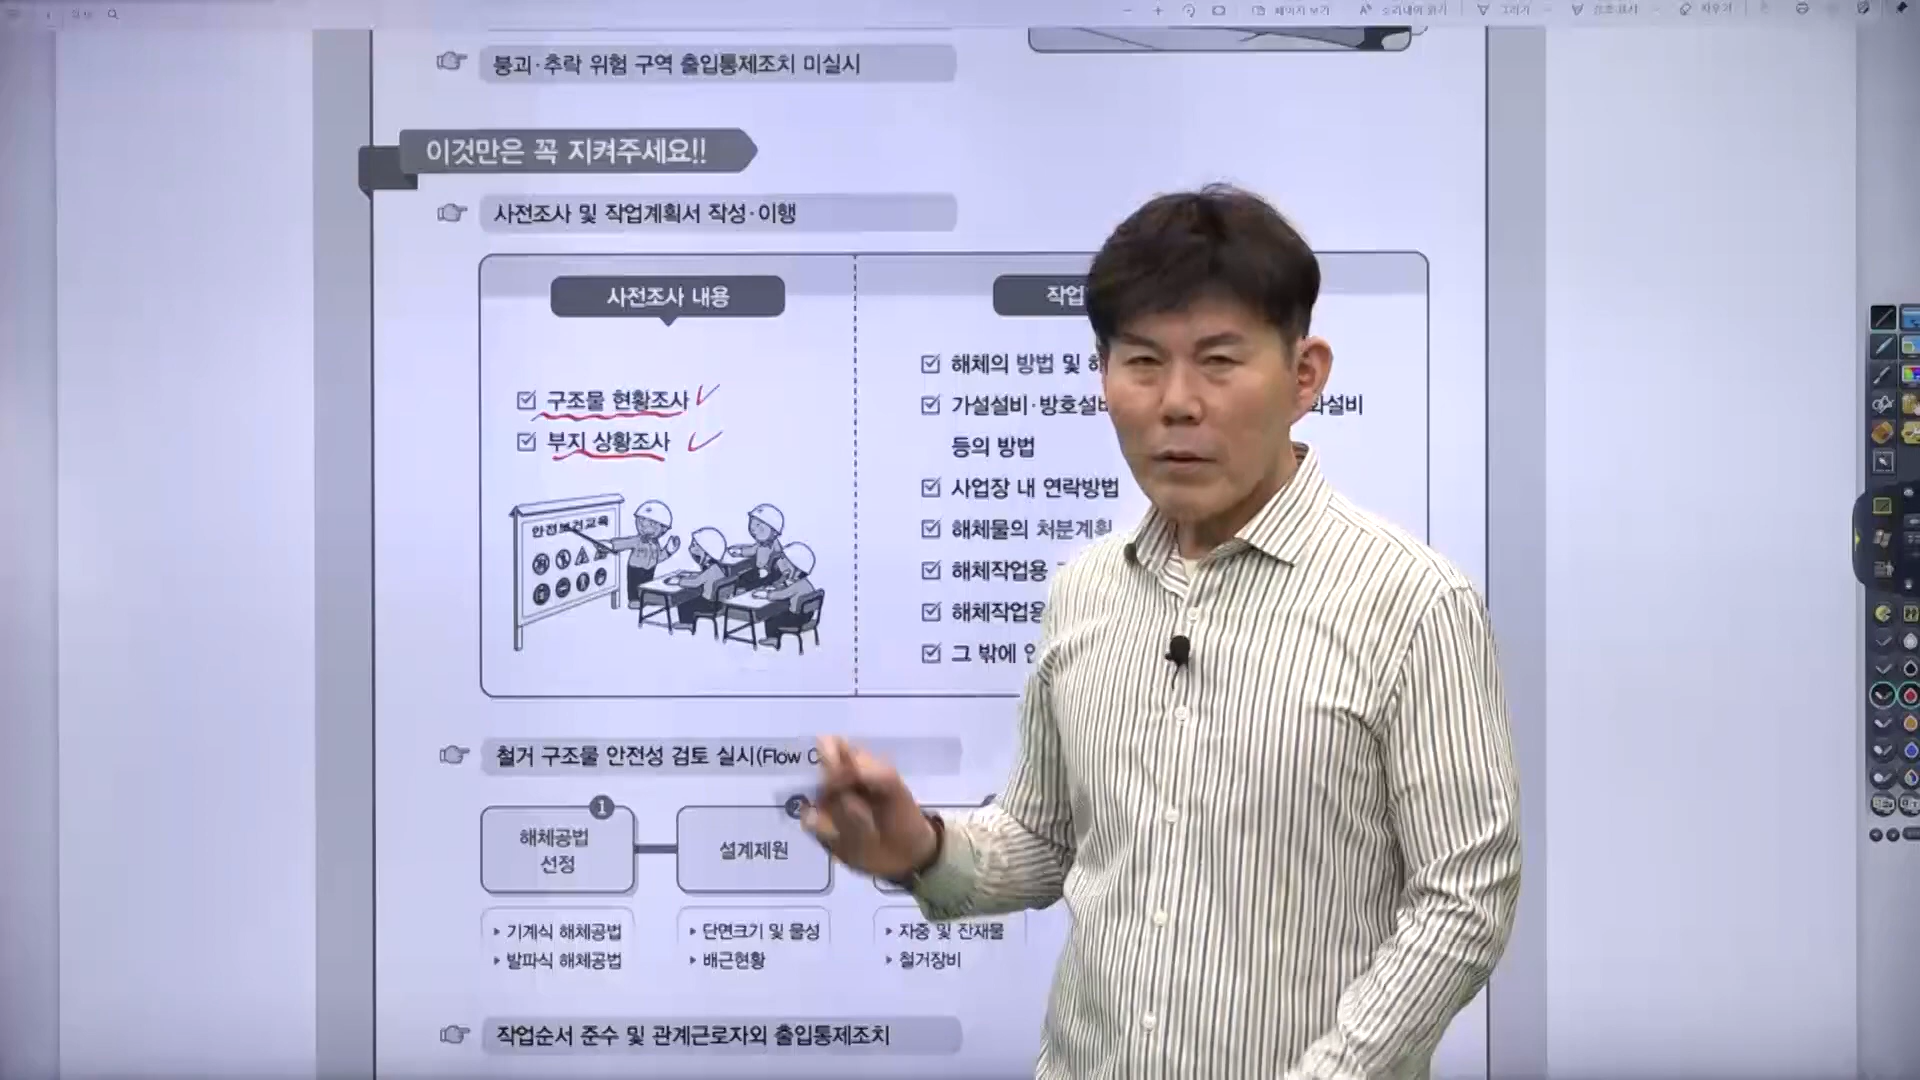 붕괴·추락 위험 구역 출입통제조치 미실시
이것만은 꼭 지켜주세요!!
사전조사 및 작업계획서 작성·이행
사전조사 내용
구조물 현황조사
부지 상황조사
안전보건교육
작업
해체의 방법 및
가설설비·방호설비
등의 방법
사업장 내 연락방법
해체물의 처분계획
해체작업용
해체작업용
그 밖에
철거 구조물 안전성 검토 실시(Flow
1
해체공법
선정
2
설계제원
기계식 해체공법
발파식 해체공법
단면크기 및 물성
배근현황
자중 및 잔재물
철거장비
작업순서 준수 및 관계근로자외 출입통제조치